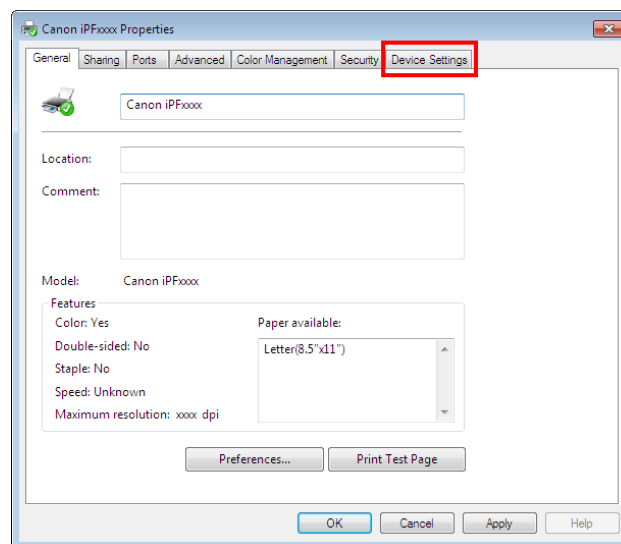 Canon iPFxxxx Properties
General Sharing Ports Advanced Color Management Security Device Settings
Canon iPFxxxx
Location:
Comment:
Model: Canon iPFxxxx
Features
Color: Yes Paper available:
Double-sided: No Letter(8.5"x11")
Staple: No
Speed: Unknown
Maximum resolution: xxxx dpi
Preferences... Print Test Page
OK Cancel Apply Help